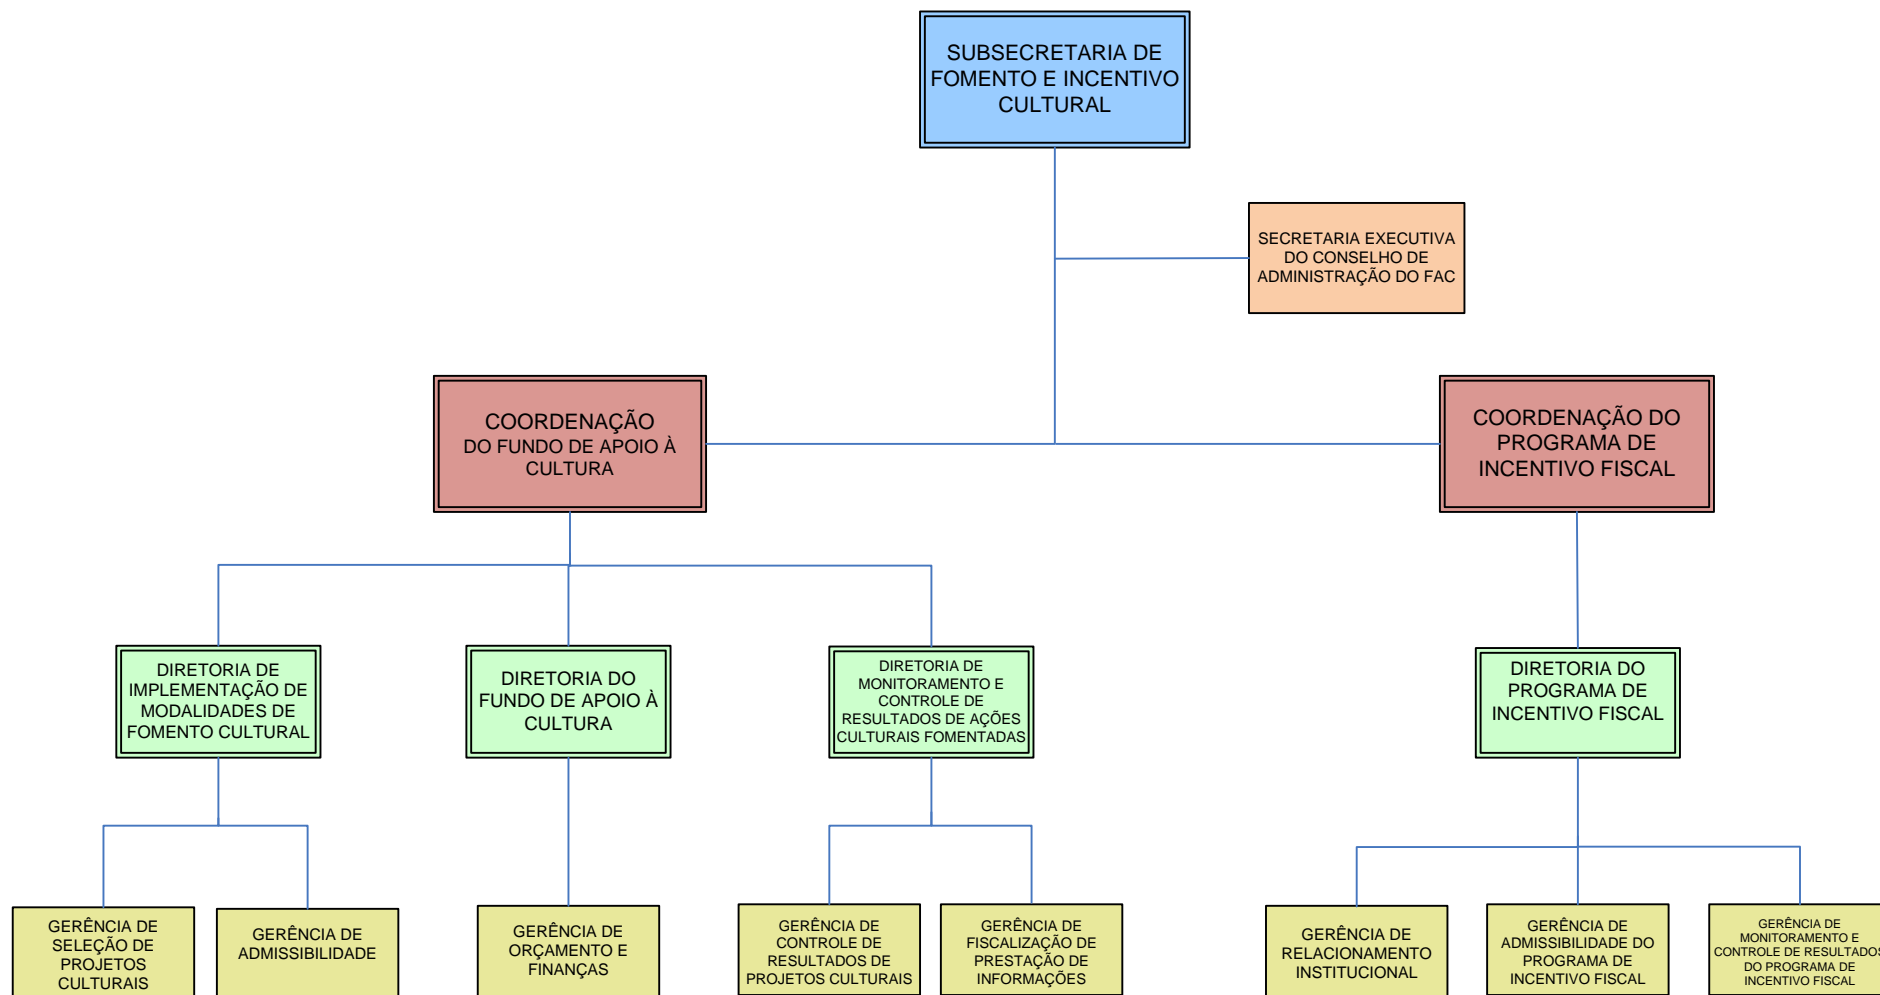 SUBSECRETARIA DE
FOMENTO E INCENTIVO
CULTURAL
SECRETARIA EXECUTIVA
DO CONSELHO DE
ADMINISTRAÇÃO DO FAC
COORDENAÇÃO
DO FUNDO DE APOIO À
CULTURA
COORDENAÇÃO DO
PROGRAMA DE
INCENTIVO FISCAL
DIRETORIA DE
IMPLEMENTAÇÃO DE
MODALIDADES DE
FOMENTO CULTURAL
DIRETORIA DO
FUNDO DE APOIO À
CULTURA
DIRETORIA DE
MONITORAMENTO E
CONTROLE DE
RESULTADOS DE AÇÕES
CULTURAIS FOMENTADAS
DIRETORIA DO
PROGRAMA DE
INCENTIVO FISCAL
GERÊNCIA DE
SELEÇÃO DE
PROJETOS
CULTURAIS
GERÊNCIA DE
ADMISSIBILIDADE
GERÊNCIA DE
ORÇAMENTO E
FINANÇAS
GERÊNCIA DE
CONTROLE DE
RESULTADOS DE
PROJETOS CULTURAIS
GERÊNCIA DE
FISCALIZAÇÃO DE
PRESTAÇÃO DE
INFORMAÇÕES
GERÊNCIA DE
RELACIONAMENTO
INSTITUCIONAL
GERÊNCIA DE
ADMISSIBILIDADE DO
PROGRAMA DE
INCENTIVO FISCAL
GERÊNCIA DE
MONITORAMENTO E
CONTROLE DE RESULTADOS
DO PROGRAMA DE
INCENTIVO FISCAL